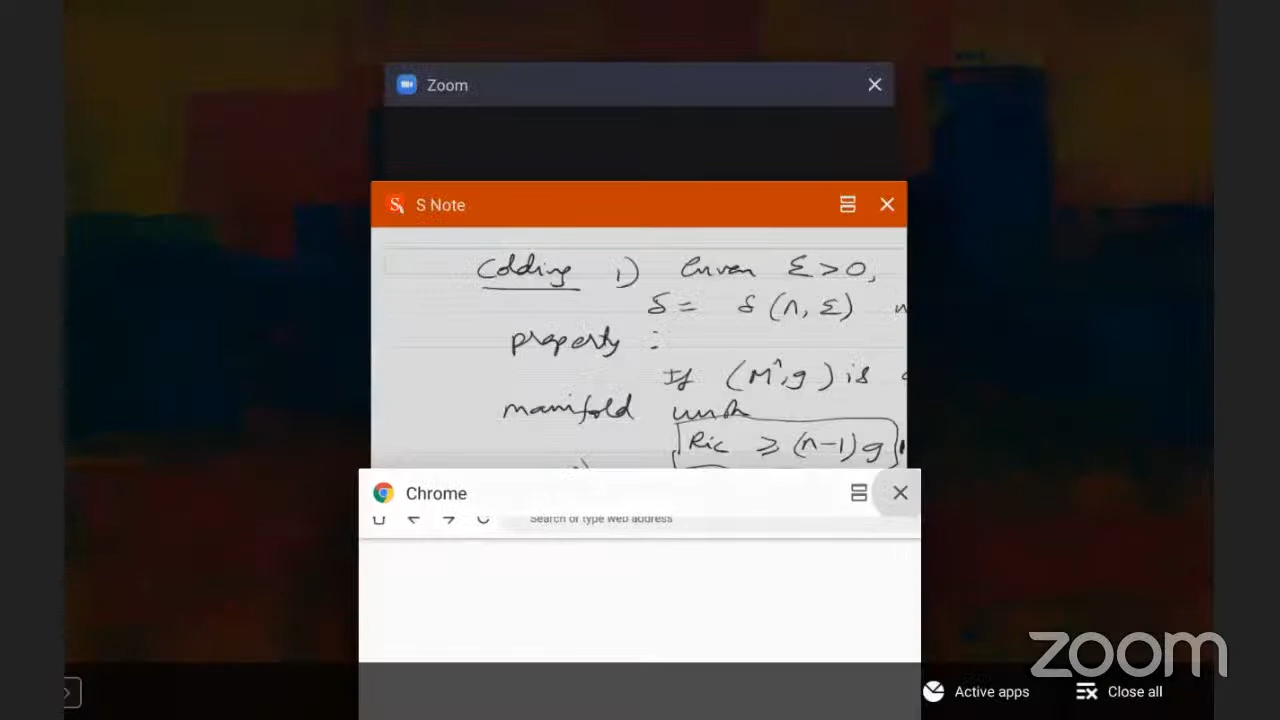 Zoom
S Note
Colding 1) Given Σ>0,
δ = δ(n, Σ)
property :
If (Mⁿ,g) is
manifold with
Ric ≥ (n-1)g
Chrome
Search or type web address
zoom
Active apps
Close all